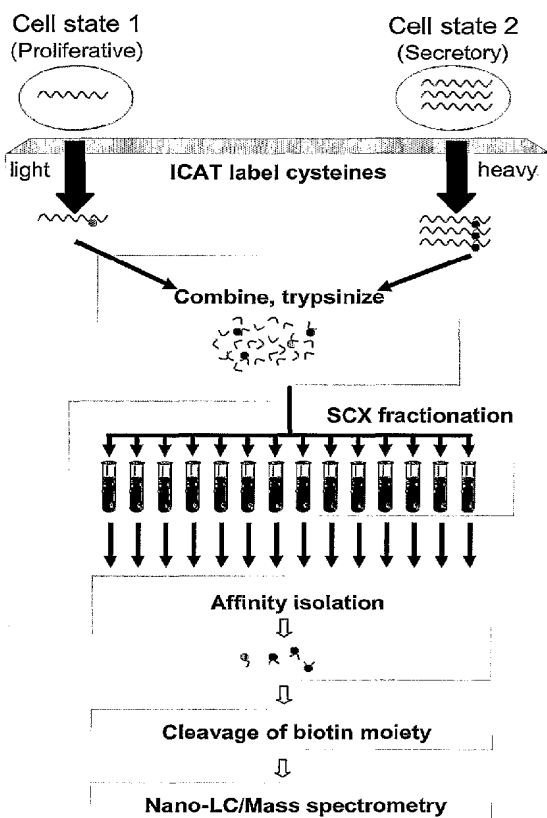 Cell state 1
(Proliferative)
Cell state 2
(Secretory)
light
ICAT label cysteines
heavy
Combine, trypsinize
SCX fractionation
Affinity isolation
Cleavage of biotin moiety
Nano-LC/Mass spectrometry